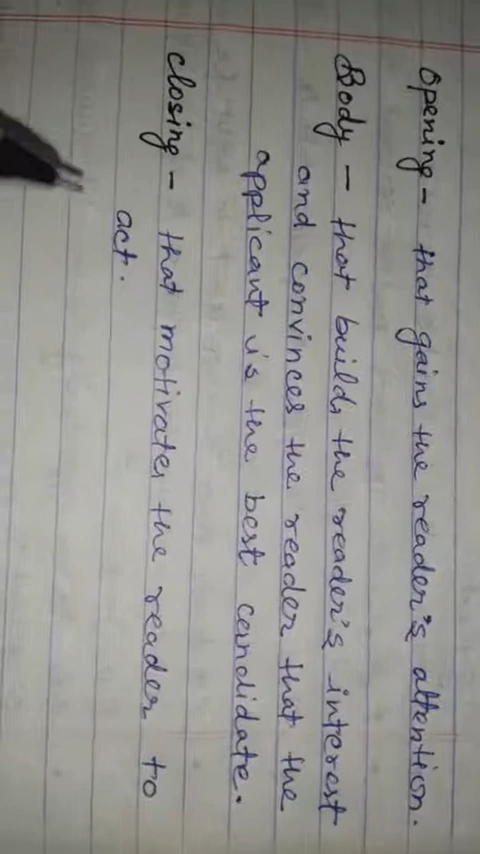 Opening - that gains the reader's attention.
Body - that builds the reader's interest
and convinces the reader that the
applicant is the best candidate.
Closing - that motivates the reader to
act.